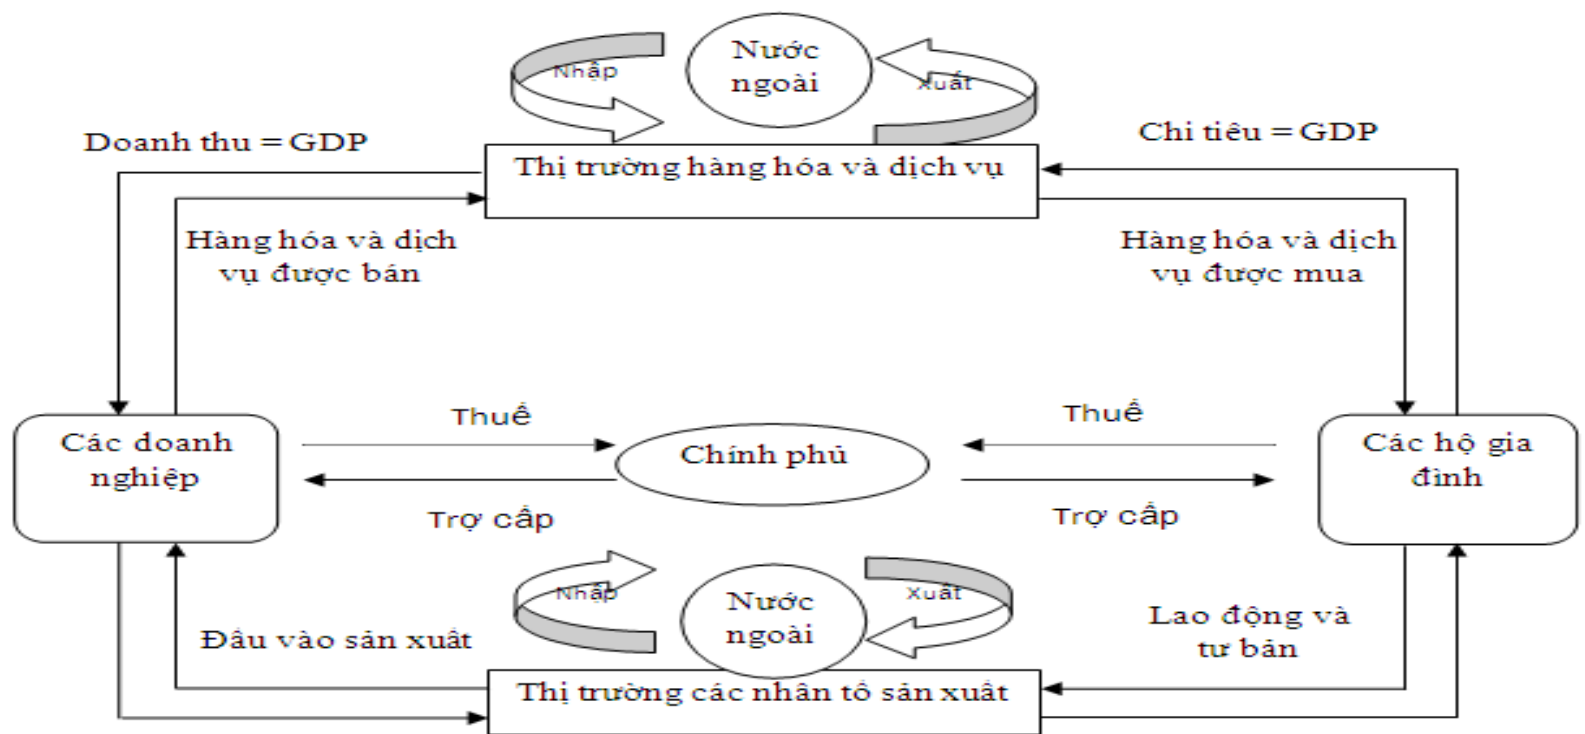 Nước
ngoài
Nhập
Xuất
Doanh thu = GDP
Chi tiêu = GDP
Thị trường hàng hóa và dịch vụ
Hàng hóa và dịch
vụ được bán
Hàng hóa và dịch
vụ được mua
Thuế
Thuế
Các doanh
nghiệp
Chính phủ
Các hộ gia
đình
Trợ cấp
Trợ cấp
Nhập
Xuất
Nước
ngoài
Đầu vào sản xuất
Lao động và
tư bản
Thị trường các nhân tố sản xuất